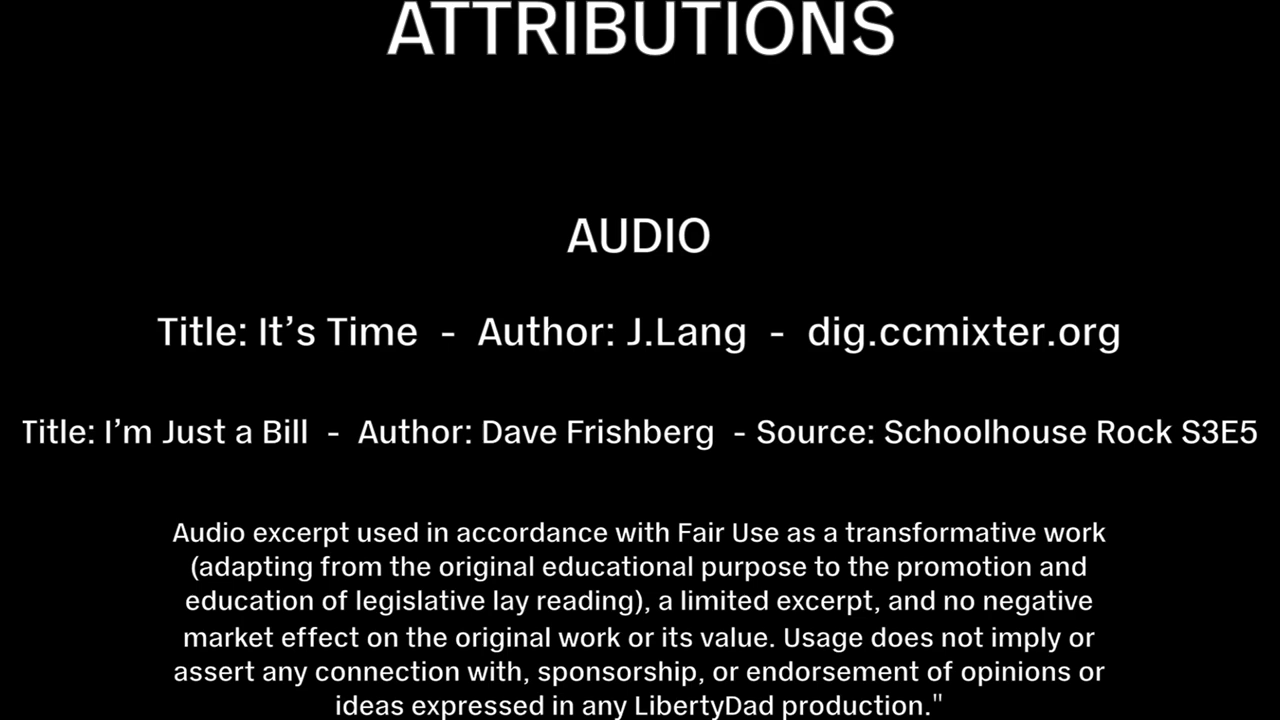 ATTRIBUTIONS
AUDIO
Title: It’s Time - Author: J.Lang - dig.ccmixter.org
Title: I’m Just a Bill - Author: Dave Frishberg - Source: Schoolhouse Rock S3E5
Audio excerpt used in accordance with Fair Use as a transformative work
(adapting from the original educational purpose to the promotion and
education of legislative lay reading), a limited excerpt, and no negative
market effect on the original work or its value. Usage does not imply or
assert any connection with, sponsorship, or endorsement of opinions or
ideas expressed in any LibertyDad production."